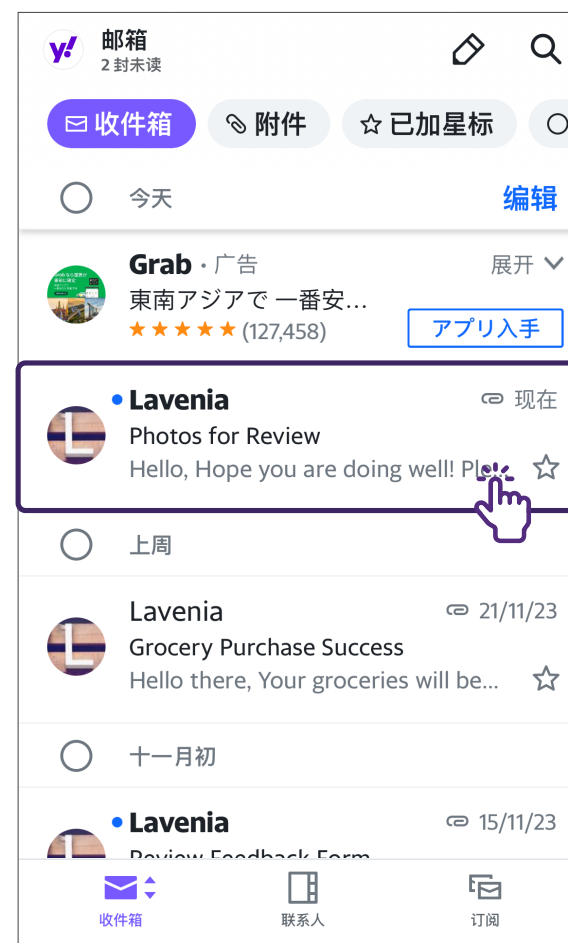 y!
邮箱
2 封未读
收件箱
附件
已加星标
今天
编辑
Grab · 广告
展开
東南アジアで 一番安…
(127,458)
アプリ入手
Lavenia
现在
Photos for Review
Hello, Hope you are doing well! Ple...
上周
Lavenia
21/11/23
Grocery Purchase Success
Hello there, Your groceries will be...
十一月初
Lavenia
15/11/23
Review Feedback Form
收件箱
联系人
订阅